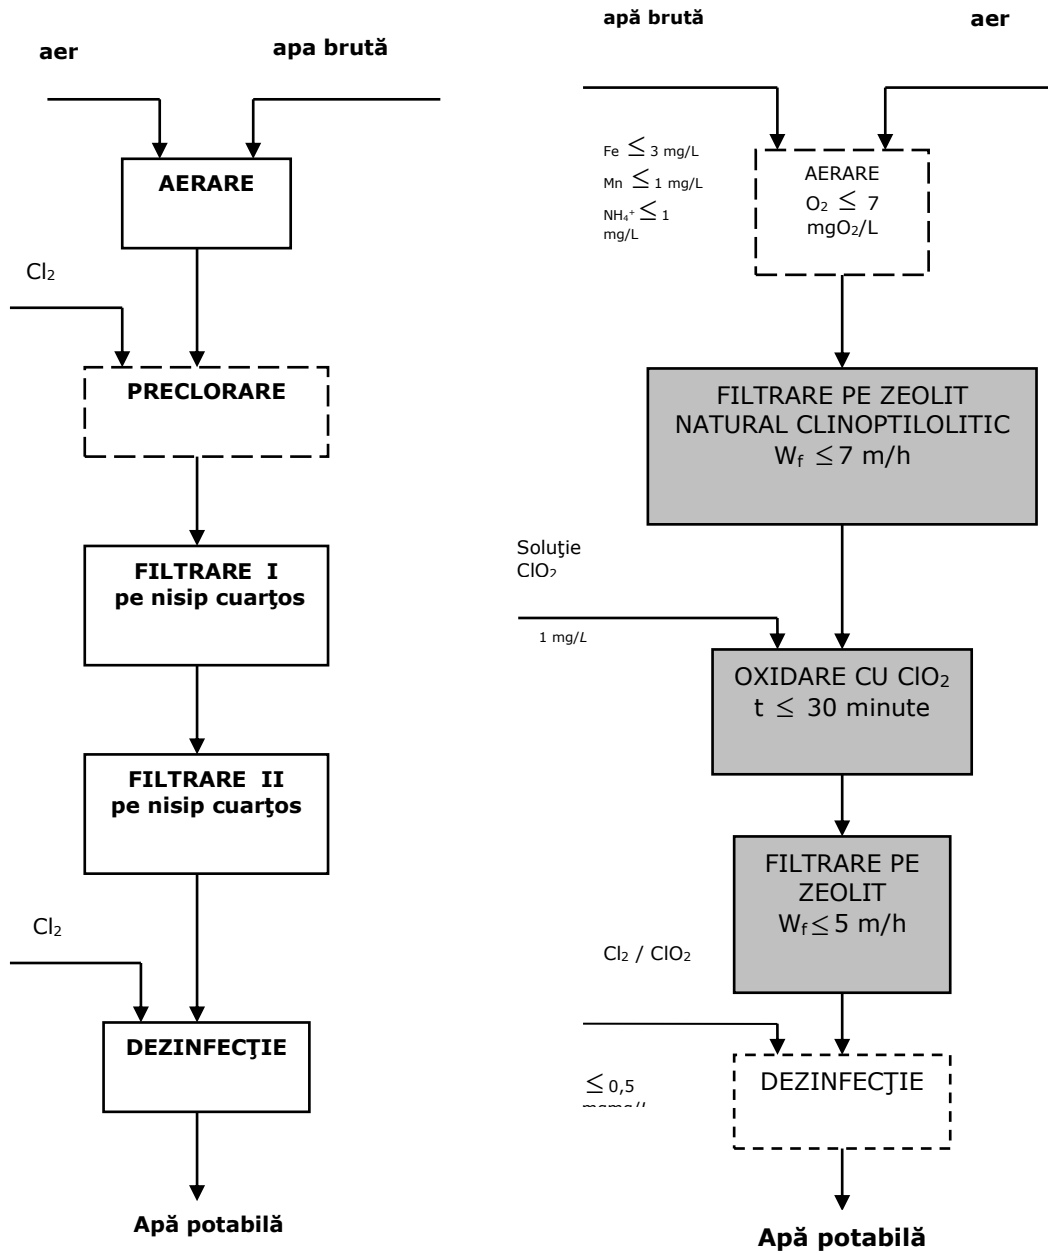 aer
apa brută
AERARE
Cl₂
PRECLORARE
FILTRARE I
pe nisip cuarţos
FILTRARE II
pe nisip cuarţos
Cl₂
DEZINFECŢIE
Apă potabilă
apă brută
aer
Fe ≤ 3 mg/L
Mn ≤ 1 mg/L
NH₄⁺ ≤ 1
mg/L
AERARE
O₂ ≤ 7
mgO₂/L
FILTRARE PE ZEOLIT
NATURAL CLINOPTILOLITIC
Wf ≤ 7 m/h
Soluţie
ClO₂
1 mg/L
OXIDARE CU ClO₂
t ≤ 30 minute
FILTRARE PE
ZEOLIT
Wf ≤ 5 m/h
Cl₂ / ClO₂
≤ 0,5
DEZINFECŢIE
Apă potabilă